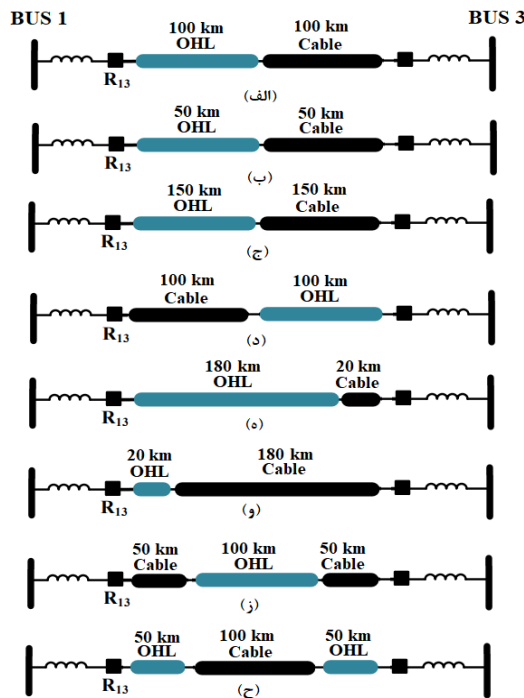 BUS 1 BUS 3
100 km 100 km
OHL Cable
R13
(الف)
50 km 50 km
OHL Cable
R13
(ب)
150 km 150 km
OHL Cable
R13
(ج)
100 km 100 km
Cable OHL
R13
(د)
180 km 20 km
OHL Cable
R13
(ه)
20 km 180 km
OHL Cable
R13
(و)
50 km 100 km 50 km
Cable OHL Cable
R13
(ز)
50 km 100 km 50 km
OHL Cable OHL
R13
(ح)